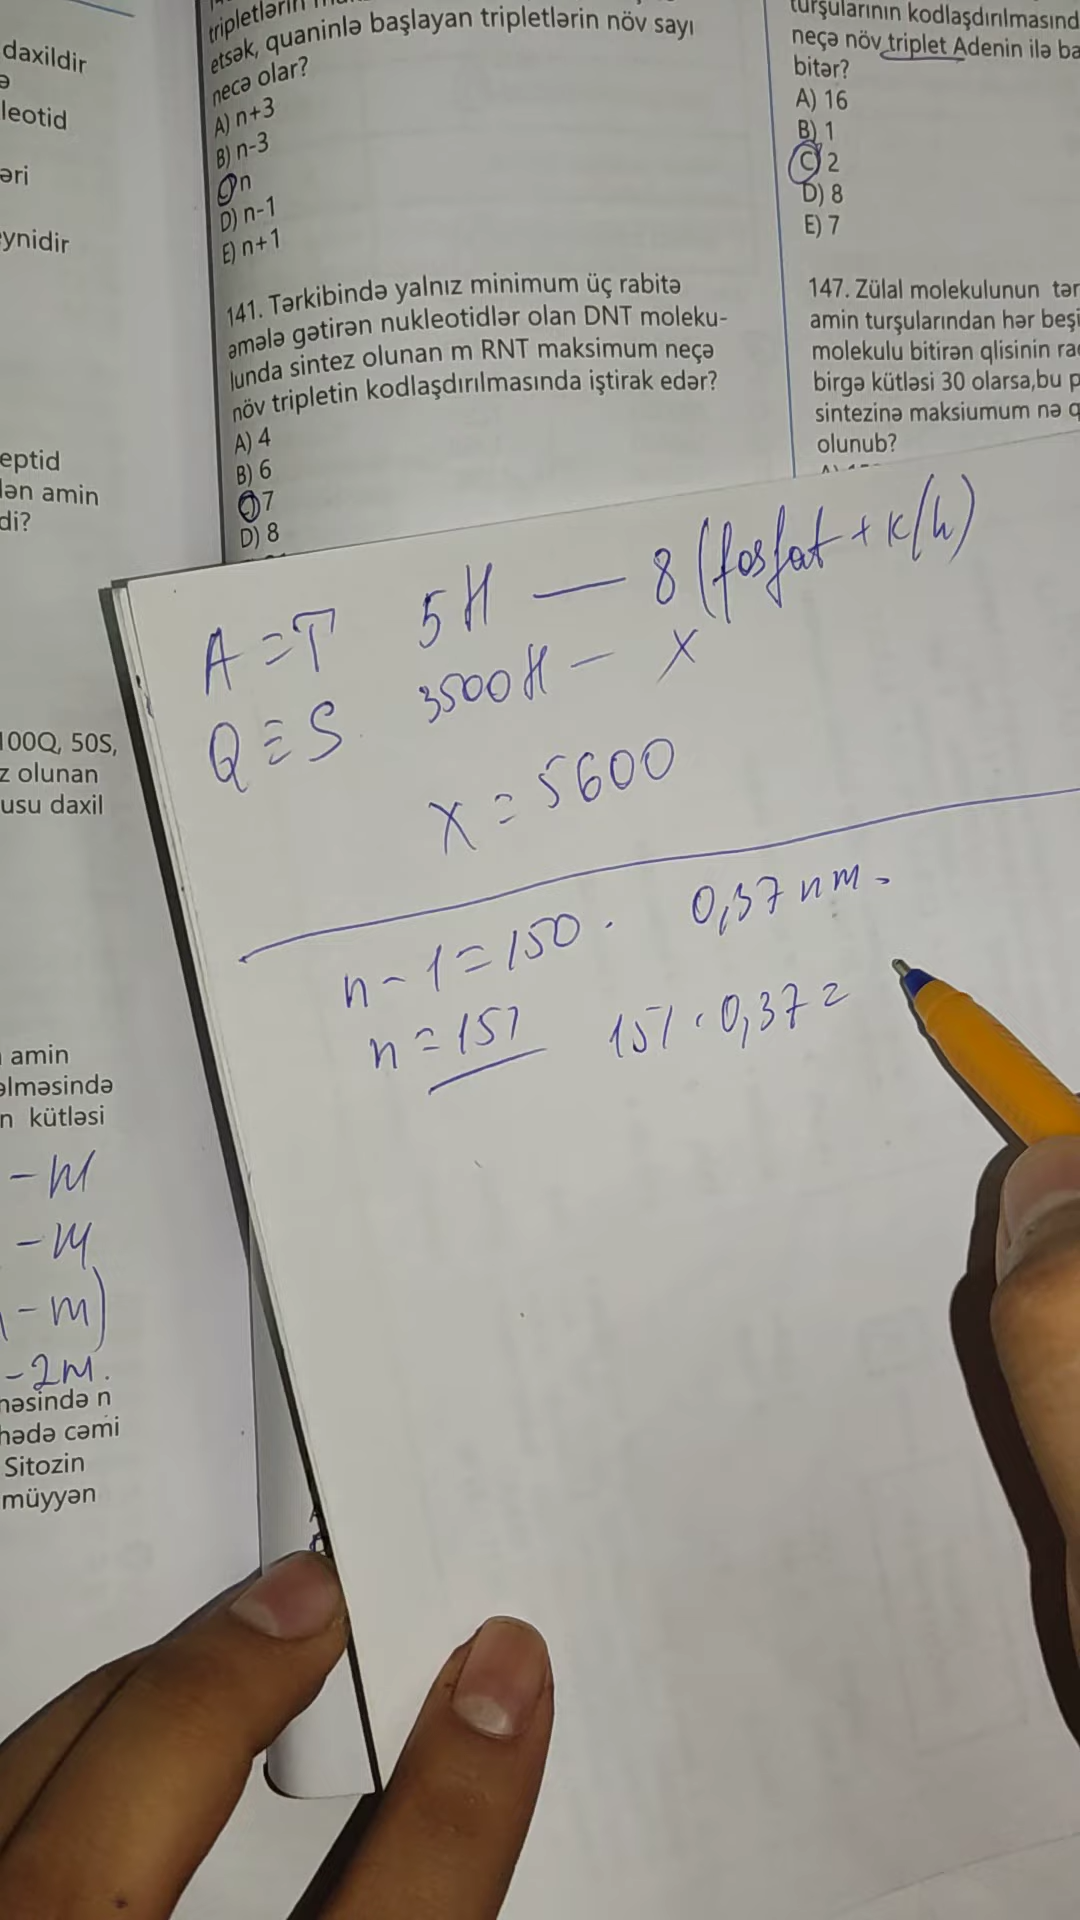 daxildir
ə
leotid
əri
ynidir
eptid
lən amin
di?
100Q, 50S,
z olunan
usu daxil
amin
əlməsində
n kütləsi
- M
- M
- m)
- 2M.
nəsində n
hədə cəmi
Sitozin
müyyən
etsək, quaninlə başlayan tripletlərin növ sayı
necə olar?
A) n+3
B) n-3
C) n
D) n-1
E) n+1
141. Tərkibində yalnız minimum üç rabitə
əmələ gətirən nukleotidlər olan DNT moleku-
lunda sintez olunan m RNT maksimum neçə
növ tripletin kodlaşdırılmasında iştirak edər?
A) 4
B) 6
C) 7
D) 8
turşularının kodlaşdırılmasınd
neçə növ triplet Adenin ilə ba
bitər?
A) 16
B) 1
C) 2
D) 8
E) 7
147. Zülal molekulunun tər
amin turşularından hər beşi
molekulu bitirən qlisinin ra
birgə kütləsi 30 olarsa,bu p
sintezinə maksiumum nə q
olunub?
A = T 5H — 8 (fosfat + k/h)
Q ≡ S 3500H — X
X = 5600
n - 1 = 150 . 0,37 nm -
n = 151 151 · 0,37 =